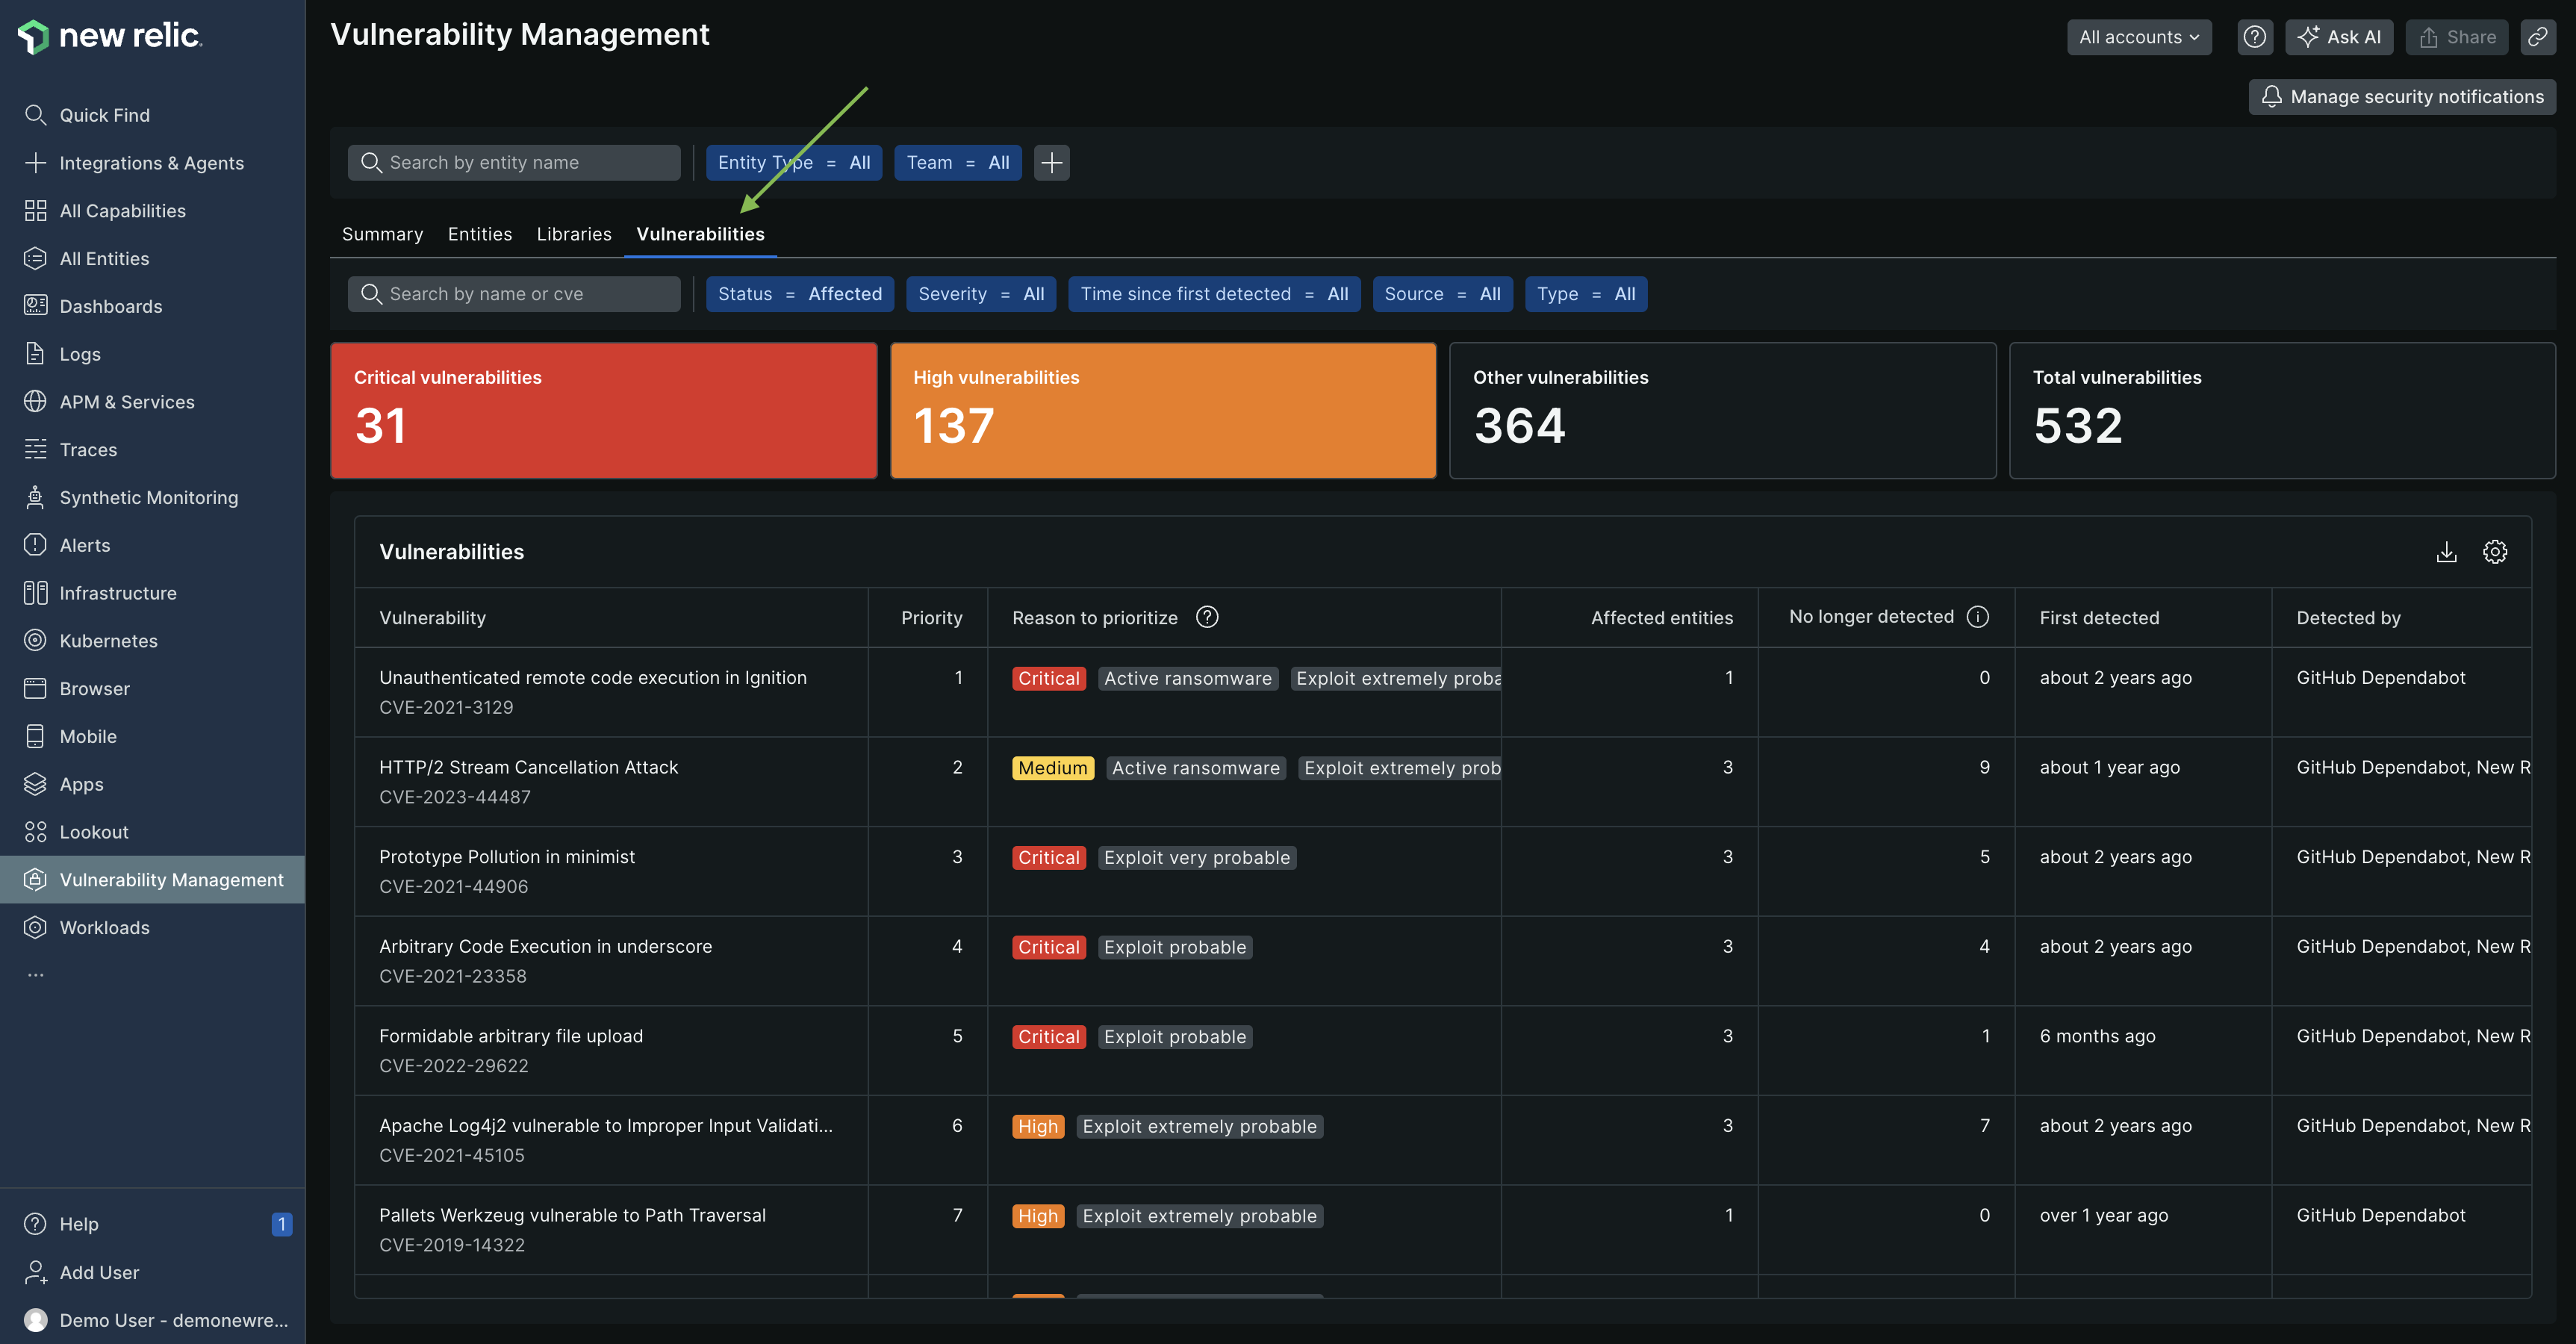 new relic
Quick Find
Integrations & Agents
All Capabilities
All Entities
Dashboards
Logs
APM & Services
Traces
Synthetic Monitoring
Alerts
Infrastructure
Kubernetes
Browser
Mobile
Apps
Lookout
Vulnerability Management
Workloads
...
Help 1
Add User
Demo User - demonewre...
Vulnerability Management
All accounts Ask AI Share
Manage security notifications
Search by entity name Entity Type = All Team = All
Summary Entities Libraries Vulnerabilities
Search by name or cve Status = Affected Severity = All Time since first detected = All Source = All Type = All
Critical vulnerabilities
31
High vulnerabilities
137
Other vulnerabilities
364
Total vulnerabilities
532
Vulnerabilities
Vulnerability Priority Reason to prioritize Affected entities No longer detected First detected Detected by
Unauthenticated remote code execution in Ignition 1 Critical Active ransomware Exploit extremely proba 1 0 about 2 years ago GitHub Dependabot
CVE-2021-3129
HTTP/2 Stream Cancellation Attack 2 Medium Active ransomware Exploit extremely prob 3 9 about 1 year ago GitHub Dependabot, New R
CVE-2023-44487
Prototype Pollution in minimist 3 Critical Exploit very probable 3 5 about 2 years ago GitHub Dependabot, New R
CVE-2021-44906
Arbitrary Code Execution in underscore 4 Critical Exploit probable 3 4 about 2 years ago GitHub Dependabot, New R
CVE-2021-23358
Formidable arbitrary file upload 5 Critical Exploit probable 3 1 6 months ago GitHub Dependabot, New R
CVE-2022-29622
Apache Log4j2 vulnerable to Improper Input Validati... 6 High Exploit extremely probable 3 7 about 2 years ago GitHub Dependabot, New R
CVE-2021-45105
Pallets Werkzeug vulnerable to Path Traversal 7 High Exploit extremely probable 1 0 over 1 year ago GitHub Dependabot
CVE-2019-14322